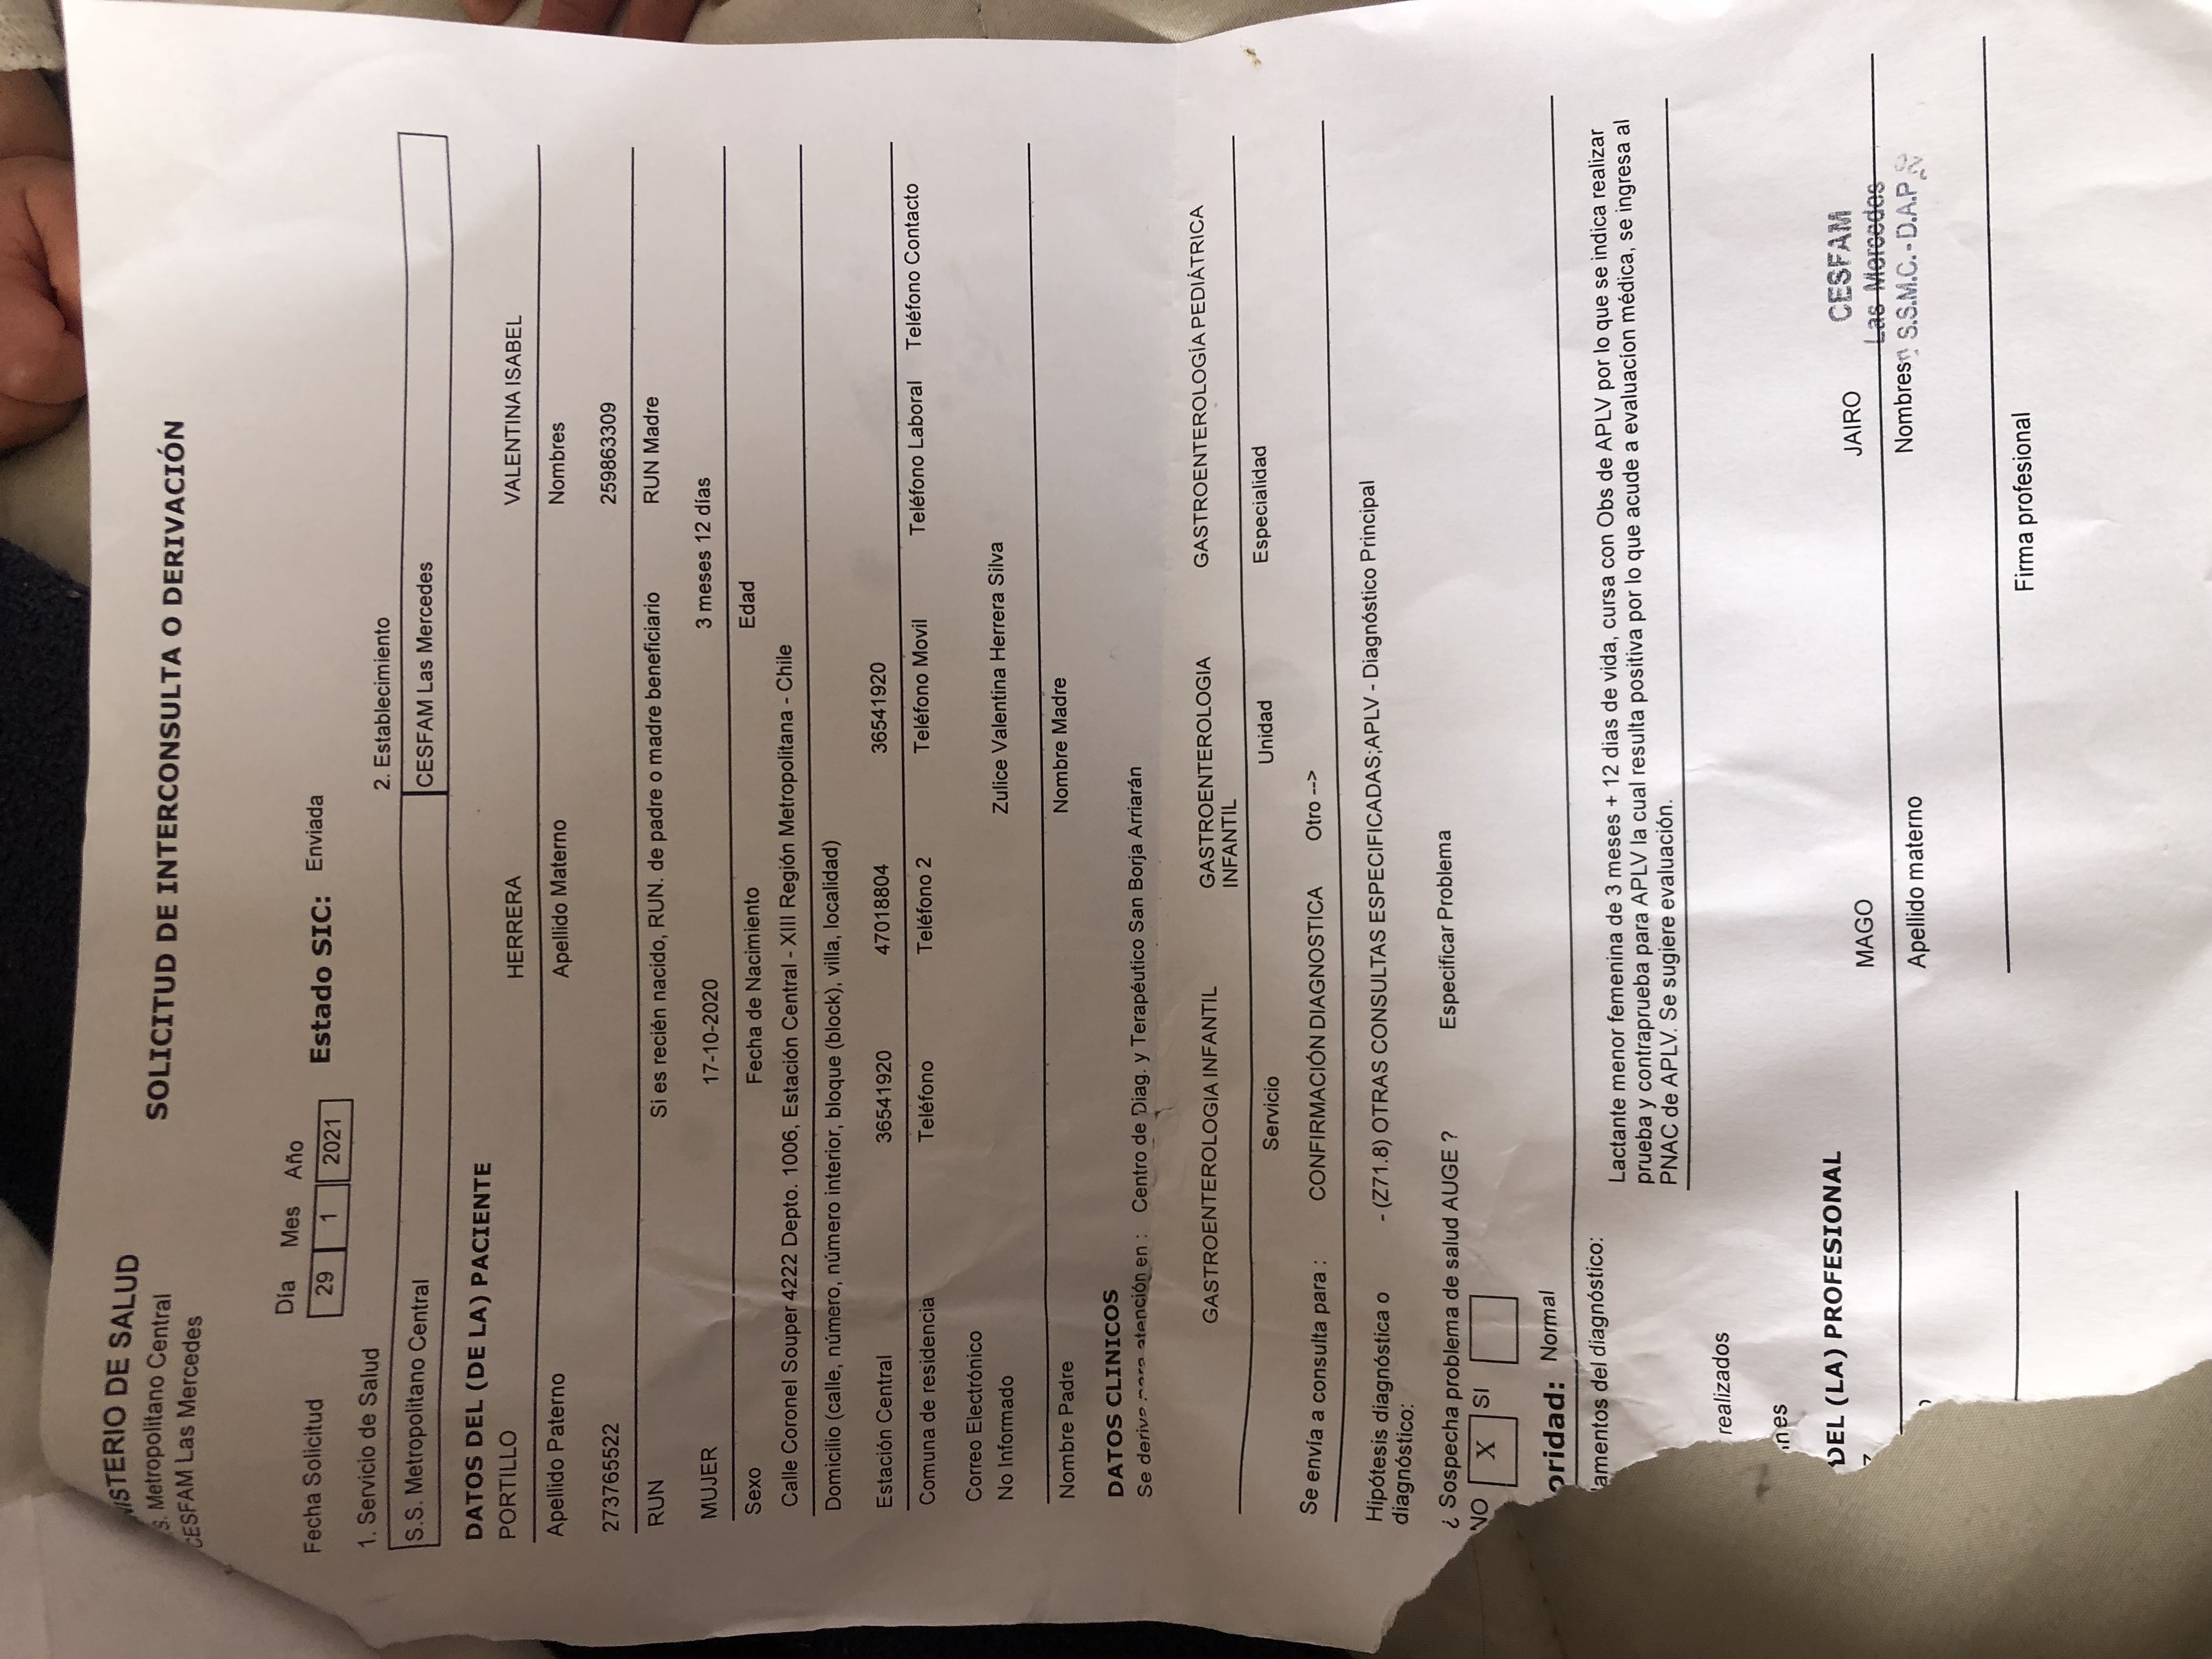 MINISTERIO DE SALUD
S. Metropolitano Central
CESFAM Las Mercedes
SOLICITUD DE INTERCONSULTA O DERIVACIÓN
Día Mes Año
Fecha Solicitud 29 1 2021 Estado SIC: Enviada
1. Servicio de Salud 2. Establecimiento
S.S. Metropolitano Central CESFAM Las Mercedes
DATOS DEL (DE LA) PACIENTE
PORTILLO HERRERA VALENTINA ISABEL
Apellido Paterno Apellido Materno Nombres
273765522 259863309
RUN Si es recién nacido, RUN. de padre o madre beneficiario RUN Madre
MUJER 17-10-2020 3 meses 12 días
Sexo Fecha de Nacimiento Edad
Calle Coronel Souper 4222 Depto. 1006, Estación Central - XIII Región Metropolitana - Chile
Domicilio (calle, número, número interior, bloque (block), villa, localidad)
Estación Central 36541920 47018804 36541920
Comuna de residencia Teléfono Teléfono 2 Teléfono Movil Teléfono Laboral Teléfono Contacto
Correo Electrónico
No Informado Zulice Valentina Herrera Silva
Nombre Padre Nombre Madre
DATOS CLINICOS
Se deriva para atención en : Centro de Diag. y Terapéutico San Borja Arriarán
GASTROENTEROLOGIA INFANTIL GASTROENTEROLOGIA INFANTIL GASTROENTEROLOGÍA PEDIÁTRICA
Servicio Unidad Especialidad
Se envía a consulta para : CONFIRMACIÓN DIAGNOSTICA Otro -->
Hipótesis diagnóstica o diagnóstico: - (Z71.8) OTRAS CONSULTAS ESPECIFICADAS;APLV - Diagnóstico Principal
¿ Sospecha problema de salud AUGE ? Especificar Problema
NO X SI
oridad: Normal
amentos del diagnóstico:
Lactante menor femenina de 3 meses + 12 dias de vida, cursa con Obs de APLV por lo que se indica realizar
prueba y contraprueba para APLV la cual resulta positiva por lo que acude a evaluacíon médica, se ingresa al
PNAC de APLV. Se sugiere evaluación.
realizados
nes
DEL (LA) PROFESIONAL
Z MAGO JAIRO
Apellido materno Nombres
CESFAM
Las Mercedes
S.S.M.C. - D.A.P
Firma profesional